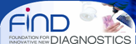 FIND
FOUNDATION FOR
INNOVATIVE NEW DIAGNOSTICS